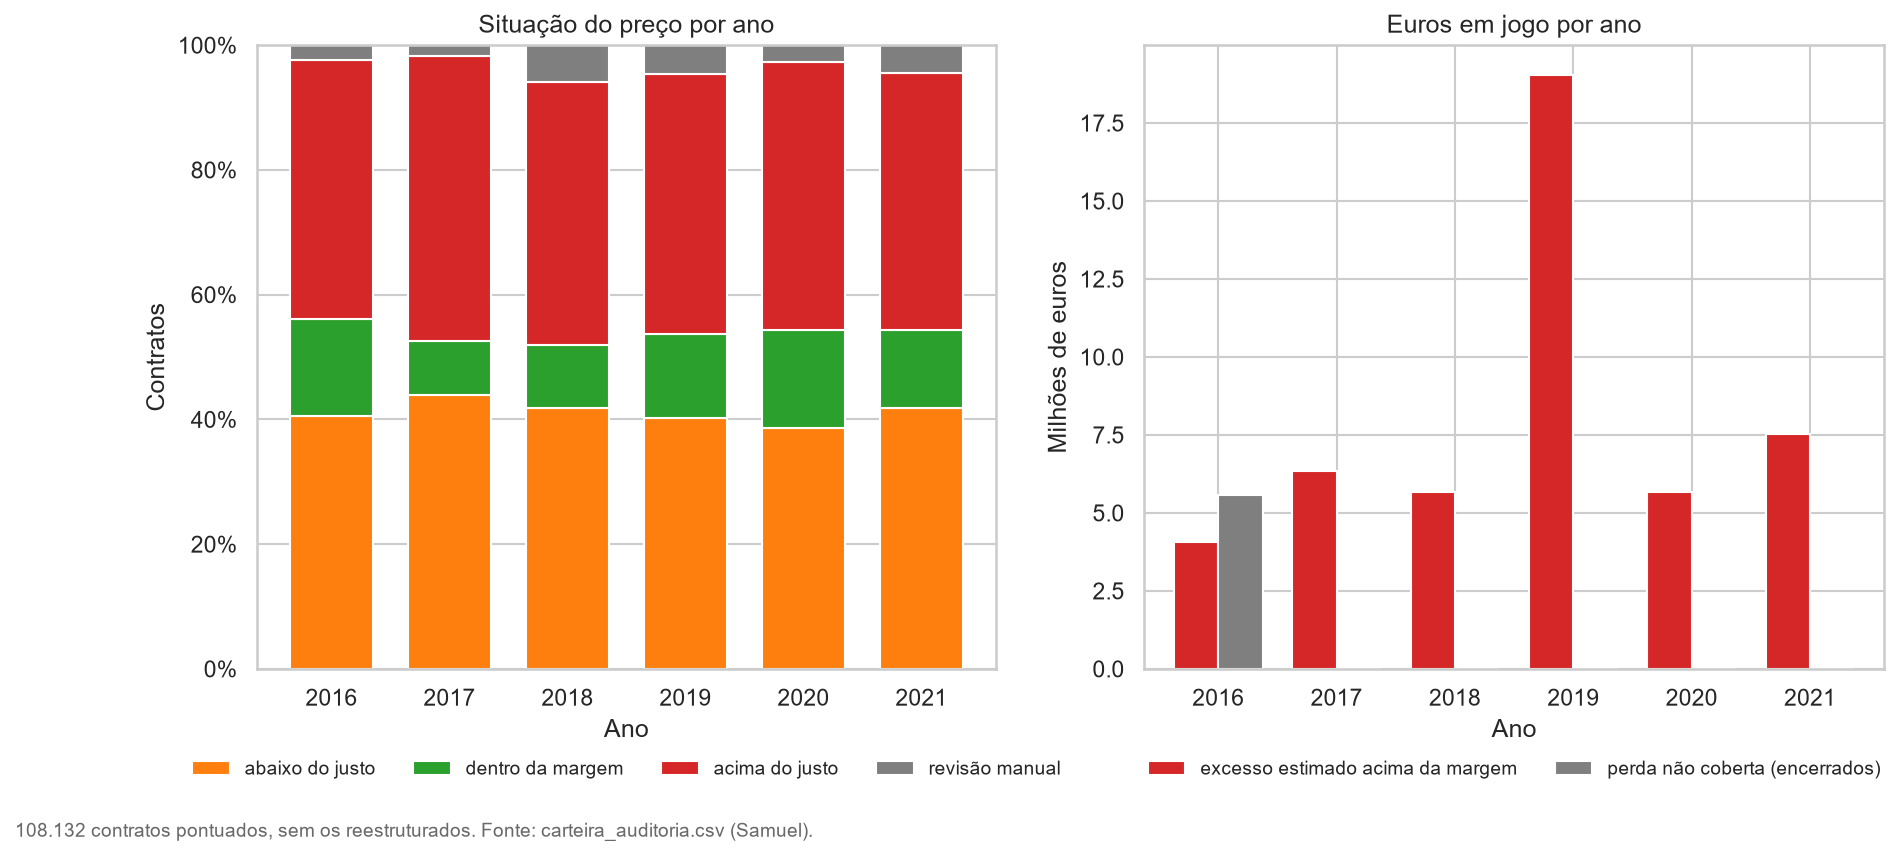 Situação do preço por ano
100%
80%
60%
40%
20%
0%
Contratos
2016 2017 2018 2019 2020 2021
Ano
abaixo do justo dentro da margem acima do justo revisão manual
Euros em jogo por ano
17.5
15.0
12.5
10.0
7.5
5.0
2.5
0.0
Milhões de euros
2016 2017 2018 2019 2020 2021
Ano
excesso estimado acima da margem perda não coberta (encerrados)
108.132 contratos pontuados, sem os reestruturados. Fonte: carteira_auditoria.csv (Samuel).